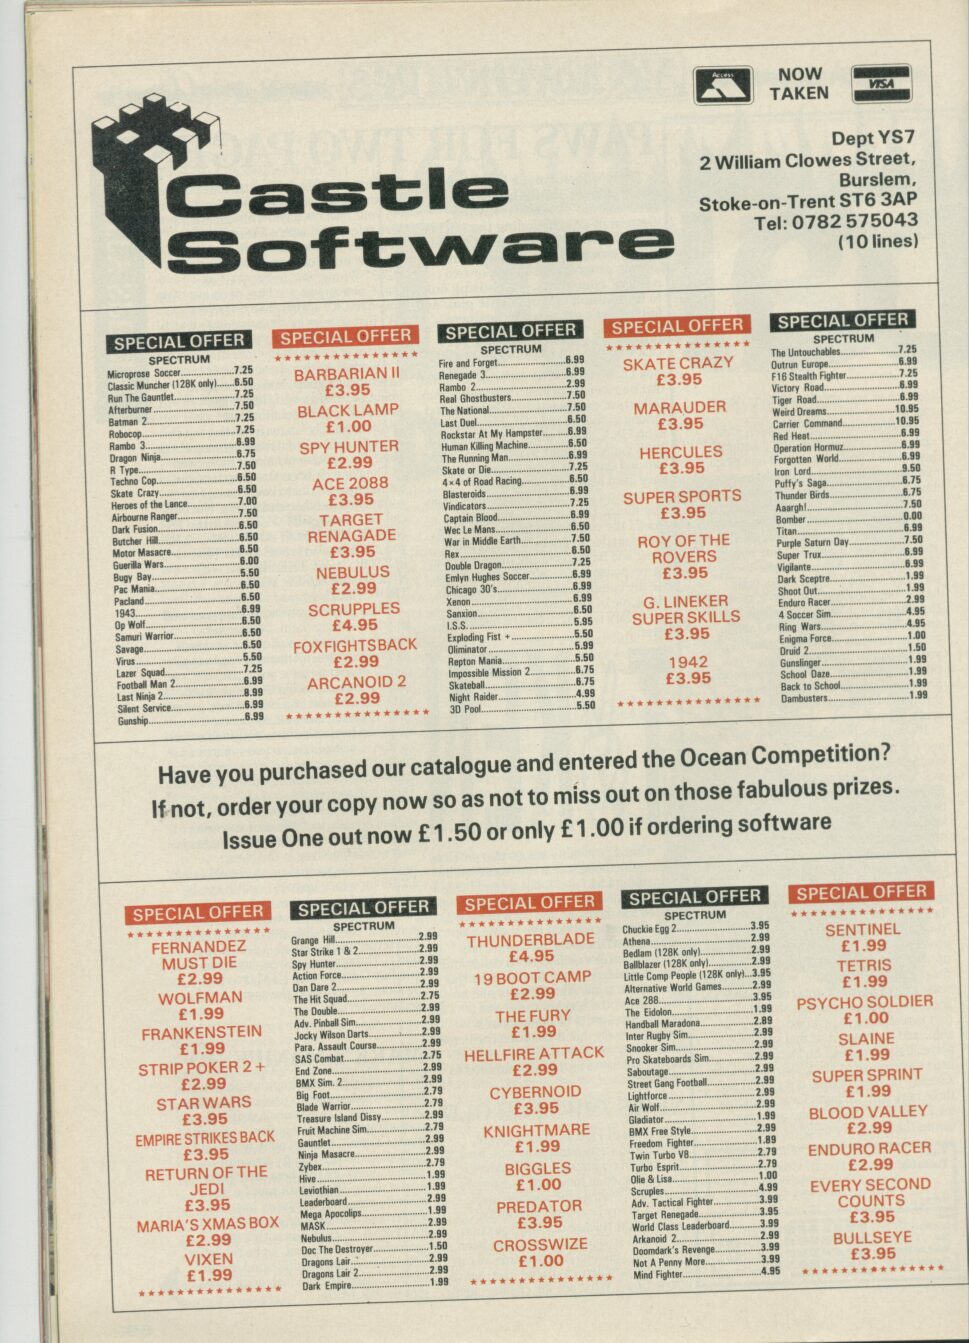 Access
NOW
TAKEN
VISA
Castle
Software
Dept YS7
2 William Clowes Street,
Burslem,
Stoke-on-Trent ST6 3AP
Tel: 0782 575043
(10 lines)
SPECIAL OFFER
SPECTRUM
Microprose Soccer 7.25
Classic Muncher (128K only) 6.50
Run The Gauntlet 7.25
Afterburner 7.50
Batman 2 7.25
Robocop 7.25
Rambo 3 6.99
Dragon Ninja 6.75
R Type 7.50
Techno Cop 6.50
Skate Crazy 6.50
Heroes of the Lance 7.00
Airbourne Ranger 7.50
Dark Fusion 6.50
Butcher Hill 6.50
Motor Masacre 6.50
Guerilla Wars 6.00
Bugy Bay 5.50
Pac Mania 6.50
Pacland 6.50
1943 6.99
Op Wolf 6.50
Samuri Warrior 6.50
Savage 6.50
Virus 5.50
Lazer Squad 7.25
Football Man 2 6.99
Last Ninja 2 8.99
Silent Service 6.99
Gunship 6.99
SPECIAL OFFER
BARBARIAN II
£3.95
BLACK LAMP
£1.00
SPY HUNTER
£2.99
ACE 2088
£3.95
TARGET
RENAGADE
£3.95
NEBULUS
£2.99
SCRUPPLES
£4.95
FOX FIGHTS BACK
£2.99
ARCANOID 2
£2.99
SPECIAL OFFER
SPECTRUM
Fire and Forget 6.99
Renegade 3 6.99
Rambo 2 2.99
Real Ghostbusters 7.50
The National 7.50
Last Duel 6.50
Rockstar At My Hampster 6.99
Human Killing Machine 6.50
The Running Man 6.99
Skate or Die 7.25
4×4 of Road Racing 6.50
Blasteroids 6.99
Vindicators 7.25
Captain Blood 6.99
Wec Le Mans 6.50
War in Middle Earth 7.50
Rex 6.50
Double Dragon 7.25
Emlyn Hughes Soccer 6.99
Chicago 30's 6.99
Xenon 6.99
Sanxion 6.50
I.S.S. 5.95
Exploding Fist + 5.50
Oliminator 5.99
Repton Mania 5.50
Impossible Mission 2 6.75
Skateball 6.75
Night Raider 4.99
3D Pool 5.50
SPECIAL OFFER
SKATE CRAZY
£3.95
MARAUDER
£3.95
HERCULES
£3.95
SUPER SPORTS
£3.95
ROY OF THE
ROVERS
£3.95
G. LINEKER
SUPER SKILLS
£3.95
1942
£3.95
SPECIAL OFFER
SPECTRUM
The Untouchables 7.25
Outrun Europe 6.99
F16 Stealth Fighter 7.25
Victory Road 6.99
Tiger Road 6.99
Weird Dreams 10.95
Carrier Command 10.95
Red Heat 6.99
Operation Hormuz 6.99
Forgotten World 6.99
Iron Lord 9.50
Puffy's Saga 6.75
Thunder Birds 6.75
Aaargh! 7.50
Bomber 0.00
Titan 6.99
Purple Saturn Day 7.50
Super Trux 6.99
Vigilante 6.99
Dark Sceptre 1.99
Shoot Out 1.99
Enduro Racer 2.99
4 Soccer Sim 4.95
Ring Wars 4.95
Enigma Force 1.00
Druid 2 1.50
Gunslinger 1.99
School Daze 1.99
Back to School 1.99
Dambusters 1.99
Have you purchased our catalogue and entered the Ocean Competition?
If not, order your copy now so as not to miss out on those fabulous prizes.
Issue One out now £1.50 or only £1.00 if ordering software
SPECIAL OFFER
FERNANDEZ
MUST DIE
£2.99
WOLFMAN
£1.99
FRANKENSTEIN
£1.99
STRIP POKER 2 +
£2.99
STAR WARS
£3.95
EMPIRE STRIKES BACK
£3.95
RETURN OF THE
JEDI
£3.95
MARIA'S XMAS BOX
£2.99
VIXEN
£1.99
SPECIAL OFFER
SPECTRUM
Grange Hill 2.99
Star Strike 1 & 2 2.99
Spy Hunter 2.99
Action Force 2.99
Dan Dare 2 2.99
The Hit Squad 2.75
The Double 2.99
Adv. Pinball Sim 2.99
Jocky Wilson Darts 2.99
Para. Assault Course 2.99
SAS Combat 2.75
End Zone 2.99
BMX Sim. 2 2.99
Big Foot 2.79
Blade Warrior 2.79
Treasure Island Dissy 2.99
Fruit Machine Sim 2.79
Gauntlet 2.99
Ninja Masacre 2.99
Zybex 2.79
Hive 1.99
Leviothian 1.99
Leaderboard 2.99
Mega Apocolips 1.99
MASK 2.99
Nebulus 2.99
Doc The Destroyer 1.50
Dragons Lair 2.99
Dragons Lair 2 2.99
Dark Empire 1.99
SPECIAL OFFER
THUNDERBLADE
£4.95
19 BOOT CAMP
£2.99
THE FURY
£1.99
HELLFIRE ATTACK
£2.99
CYBERNOID
£3.95
KNIGHTMARE
£1.99
BIGGLES
£1.00
PREDATOR
£3.95
CROSSWIZE
£1.00
SPECIAL OFFER
SPECTRUM
Chuckie Egg 2 3.95
Athena 2.99
Bedlam (128K only) 2.99
Ballblazer (128K only) 2.99
Little Comp People (128K only) 3.95
Alternative World Games 2.99
Ace 288 3.95
The Eidolon 1.99
Handball Maradona 2.89
Inter Rugby Sim 2.99
Snooker Sim 2.99
Pro Skateboards Sim 2.99
Saboutage 2.99
Street Gang Football 2.99
Lightforce 2.99
Air Wolf 2.99
Gladiator 1.99
BMX Free Style 2.99
Freedom Fighter 1.89
Twin Turbo V8 2.79
Turbo Esprit 2.79
Olie & Lisa 1.00
Scruples 4.99
Adv. Tactical Fighter 3.99
Target Renegade 3.95
World Class Leaderboard 3.99
Arkanoid 2 2.99
Doomdark's Revenge 3.99
Not A Penny More 3.99
Mind Fighter 4.95
SPECIAL OFFER
SENTINEL
£1.99
TETRIS
£1.99
PSYCHO SOLDIER
£1.00
SLAINE
£1.99
SUPER SPRINT
£1.99
BLOOD VALLEY
£2.99
ENDURO RACER
£2.99
EVERY SECOND
COUNTS
£3.95
BULLSEYE
£3.95